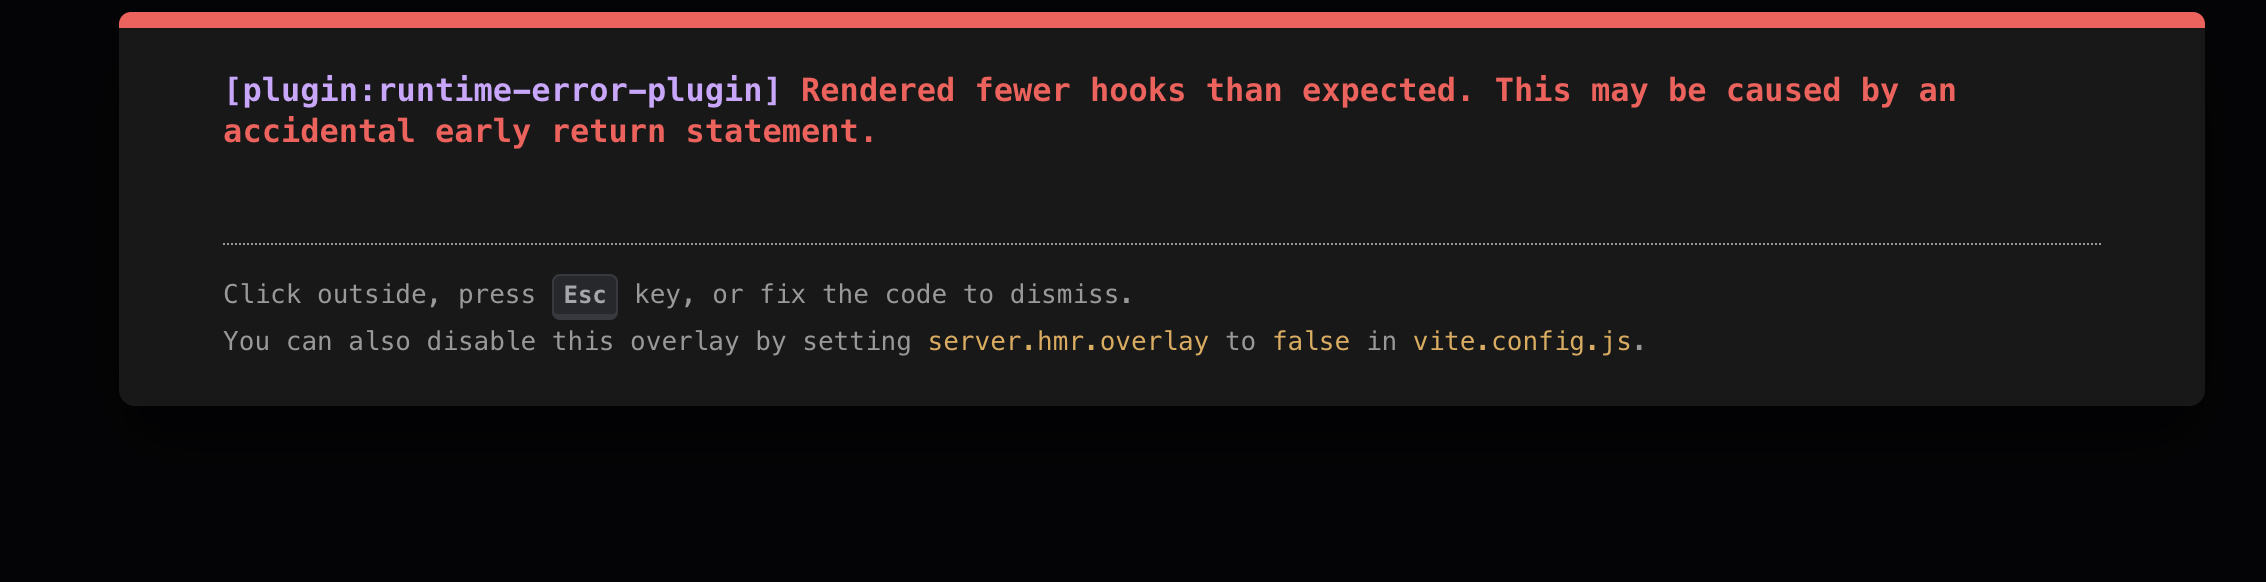 [plugin:runtime-error-plugin] Rendered fewer hooks than expected. This may be caused by an
accidental early return statement.
Click outside, press Esc key, or fix the code to dismiss.
You can also disable this overlay by setting server.hmr.overlay to false in vite.config.js.